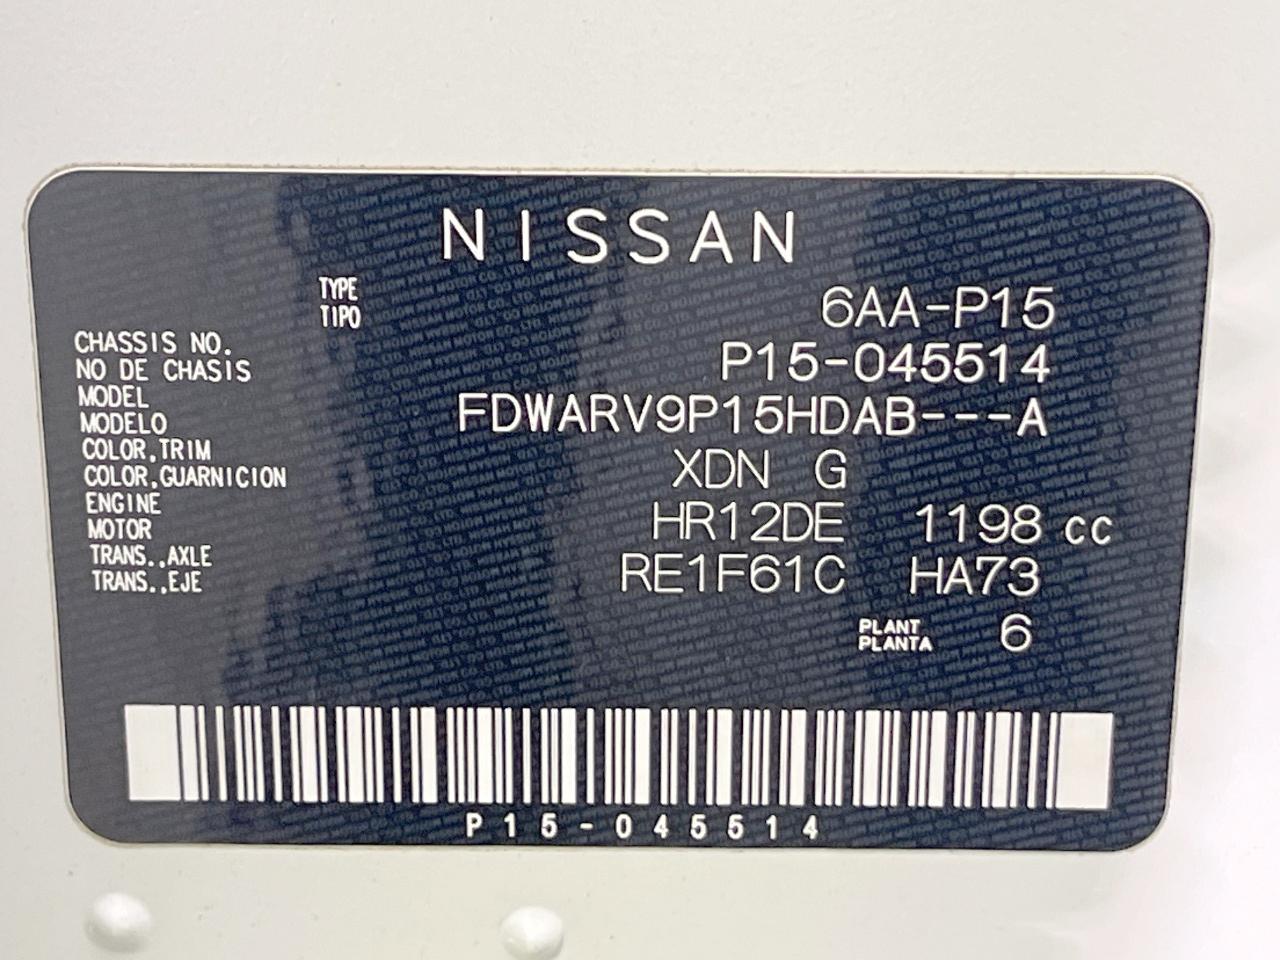 NISSAN
TYPE 6AA-P15
TIPO
CHASSIS NO. P15-045514
NO DE CHASIS
MODEL FDWARV9P15HDAB---A
MODELO
COLOR,TRIM XDN G
COLOR,GUARNICION
ENGINE HR12DE 1198 cc
MOTOR
TRANS.,AXLE RE1F61C HA73
TRANS.,EJE
PLANT 6
PLANTA
P15-045514